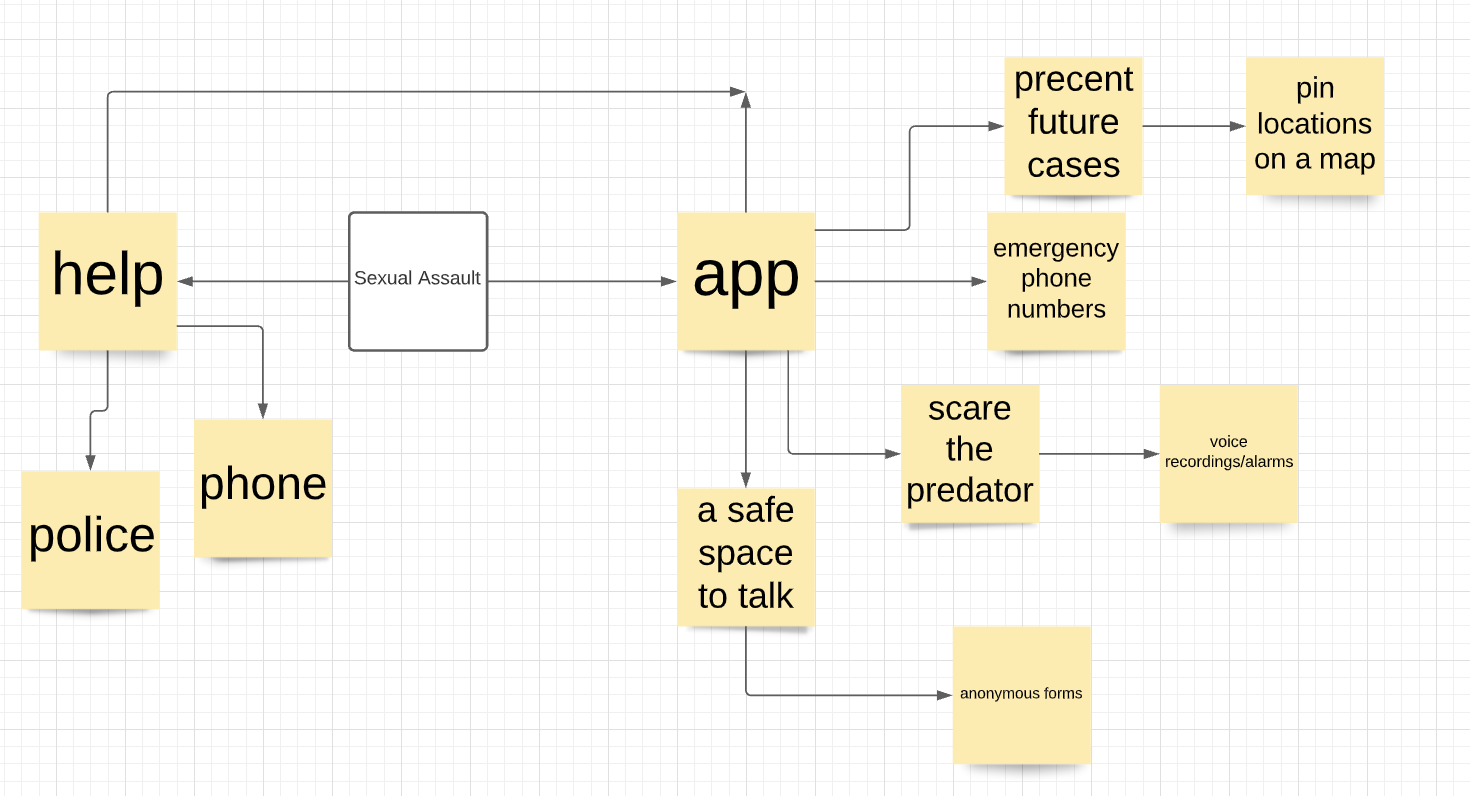 precent
future
cases
pin
locations
on a map
help
Sexual Assault
app
emergency
phone
numbers
scare
the
predator
voice
recordings/alarms
phone
police
a safe
space
to talk
anonymous forms